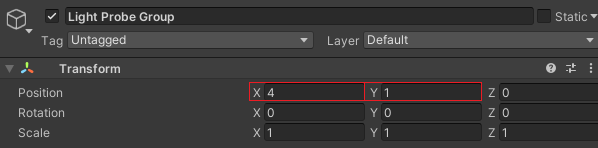 Light Probe Group Static
Tag Untagged Layer Default
Transform
Position X 4 Y 1 Z 0
Rotation X 0 Y 0 Z 0
Scale X 1 Y 1 Z 1